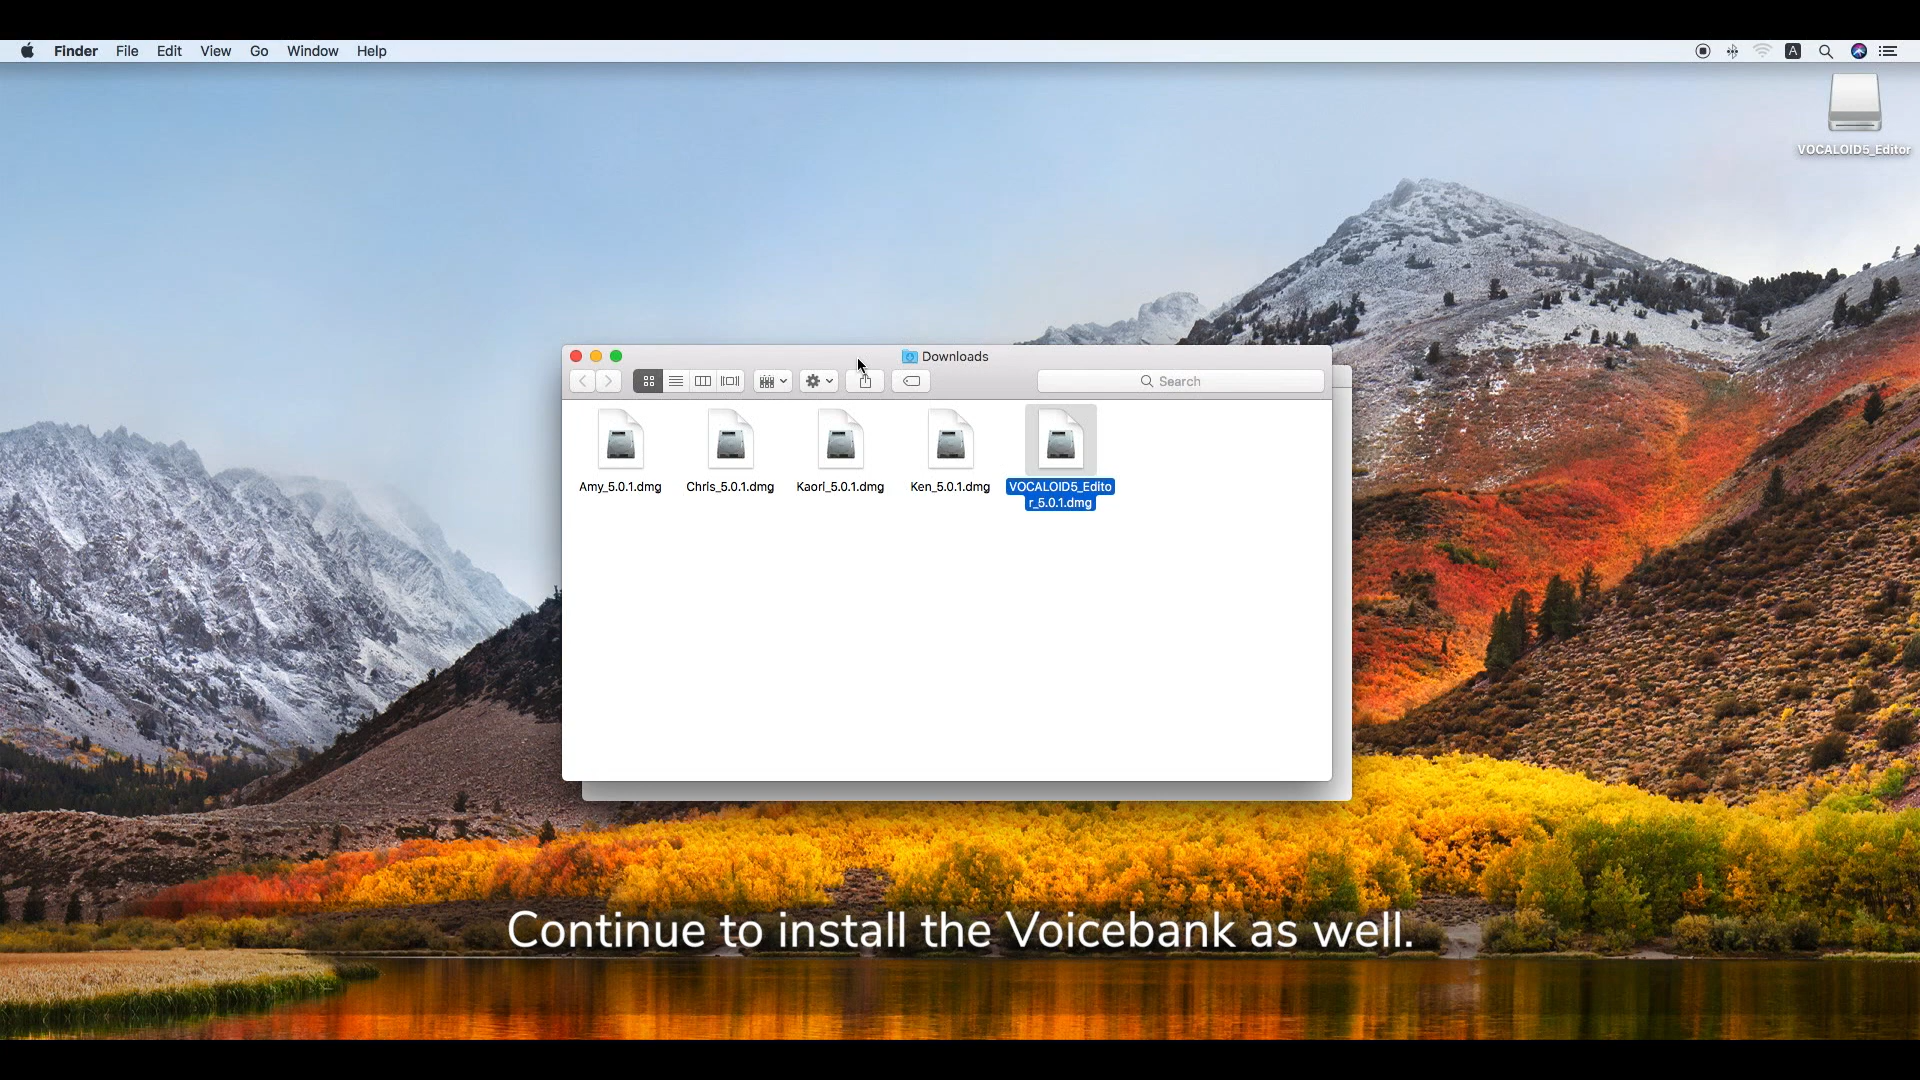 Finder File Edit View Go Window Help A
VOCALOID5_Editor
Downloads
Search
Amy_5.0.1.dmg Chris_5.0.1.dmg Kaori_5.0.1.dmg Ken_5.0.1.dmg VOCALOID5_Edito
r_5.0.1.dmg
Continue to install the Voicebank as well.